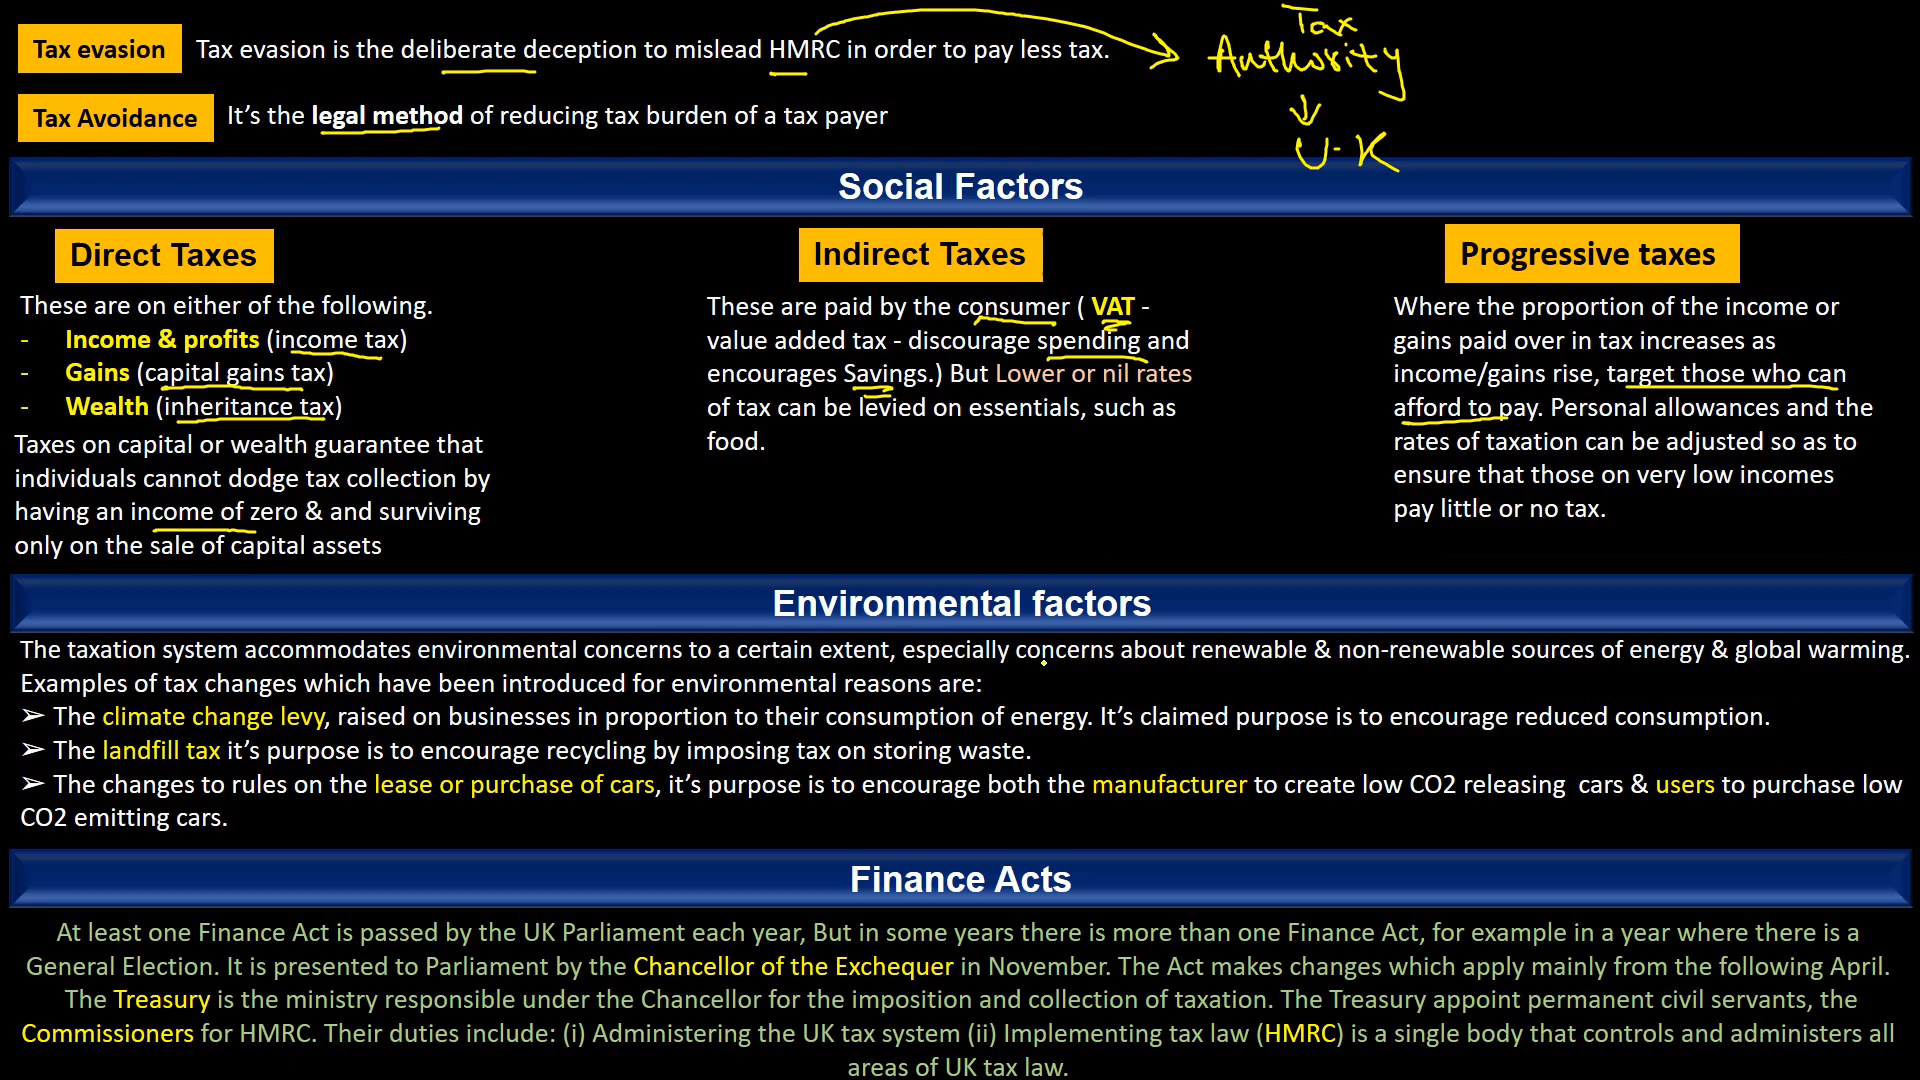 Tax evasion
Tax evasion is the deliberate deception to mislead HMRC in order to pay less tax.
Tax
Authority
U.K
Tax Avoidance
It's the legal method of reducing tax burden of a tax payer
Social Factors
Direct Taxes
These are on either of the following.
- Income & profits (income tax)
- Gains (capital gains tax)
- Wealth (inheritance tax)
Taxes on capital or wealth guarantee that
individuals cannot dodge tax collection by
having an income of zero & and surviving
only on the sale of capital assets
Indirect Taxes
These are paid by the consumer ( VAT -
value added tax - discourage spending and
encourages Savings.) But Lower or nil rates
of tax can be levied on essentials, such as
food.
Progressive taxes
Where the proportion of the income or
gains paid over in tax increases as
income/gains rise, target those who can
afford to pay. Personal allowances and the
rates of taxation can be adjusted so as to
ensure that those on very low incomes
pay little or no tax.
Environmental factors
The taxation system accommodates environmental concerns to a certain extent, especially concerns about renewable & non-renewable sources of energy & global warming.
Examples of tax changes which have been introduced for environmental reasons are:
➢ The climate change levy, raised on businesses in proportion to their consumption of energy. It's claimed purpose is to encourage reduced consumption.
➢ The landfill tax it's purpose is to encourage recycling by imposing tax on storing waste.
➢ The changes to rules on the lease or purchase of cars, it's purpose is to encourage both the manufacturer to create low CO2 releasing cars & users to purchase low
CO2 emitting cars.
Finance Acts
At least one Finance Act is passed by the UK Parliament each year, But in some years there is more than one Finance Act, for example in a year where there is a
General Election. It is presented to Parliament by the Chancellor of the Exchequer in November. The Act makes changes which apply mainly from the following April.
The Treasury is the ministry responsible under the Chancellor for the imposition and collection of taxation. The Treasury appoint permanent civil servants, the
Commissioners for HMRC. Their duties include: (i) Administering the UK tax system (ii) Implementing tax law (HMRC) is a single body that controls and administers all
areas of UK tax law.